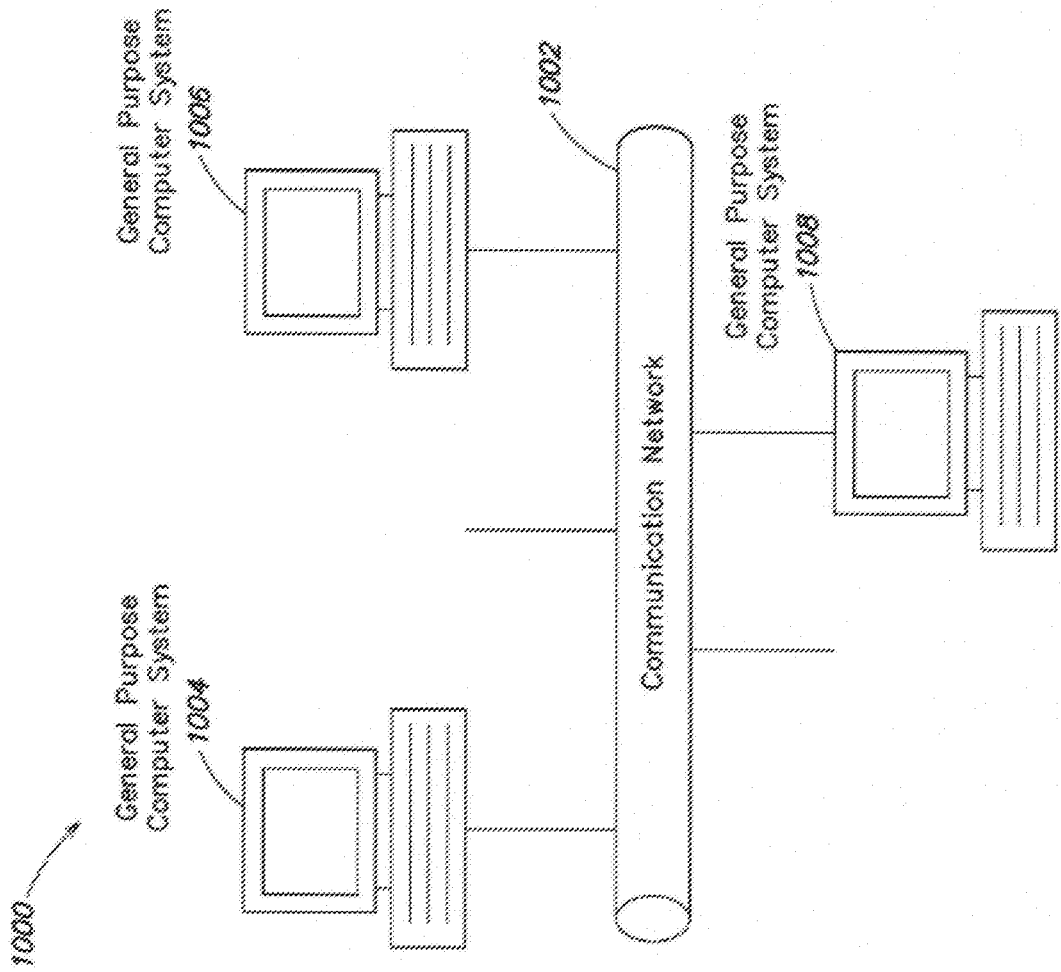 1000
General Purpose
Computer System
1004
General Purpose
Computer System
1006
1002
Communication Network
General Purpose
Computer System
1008